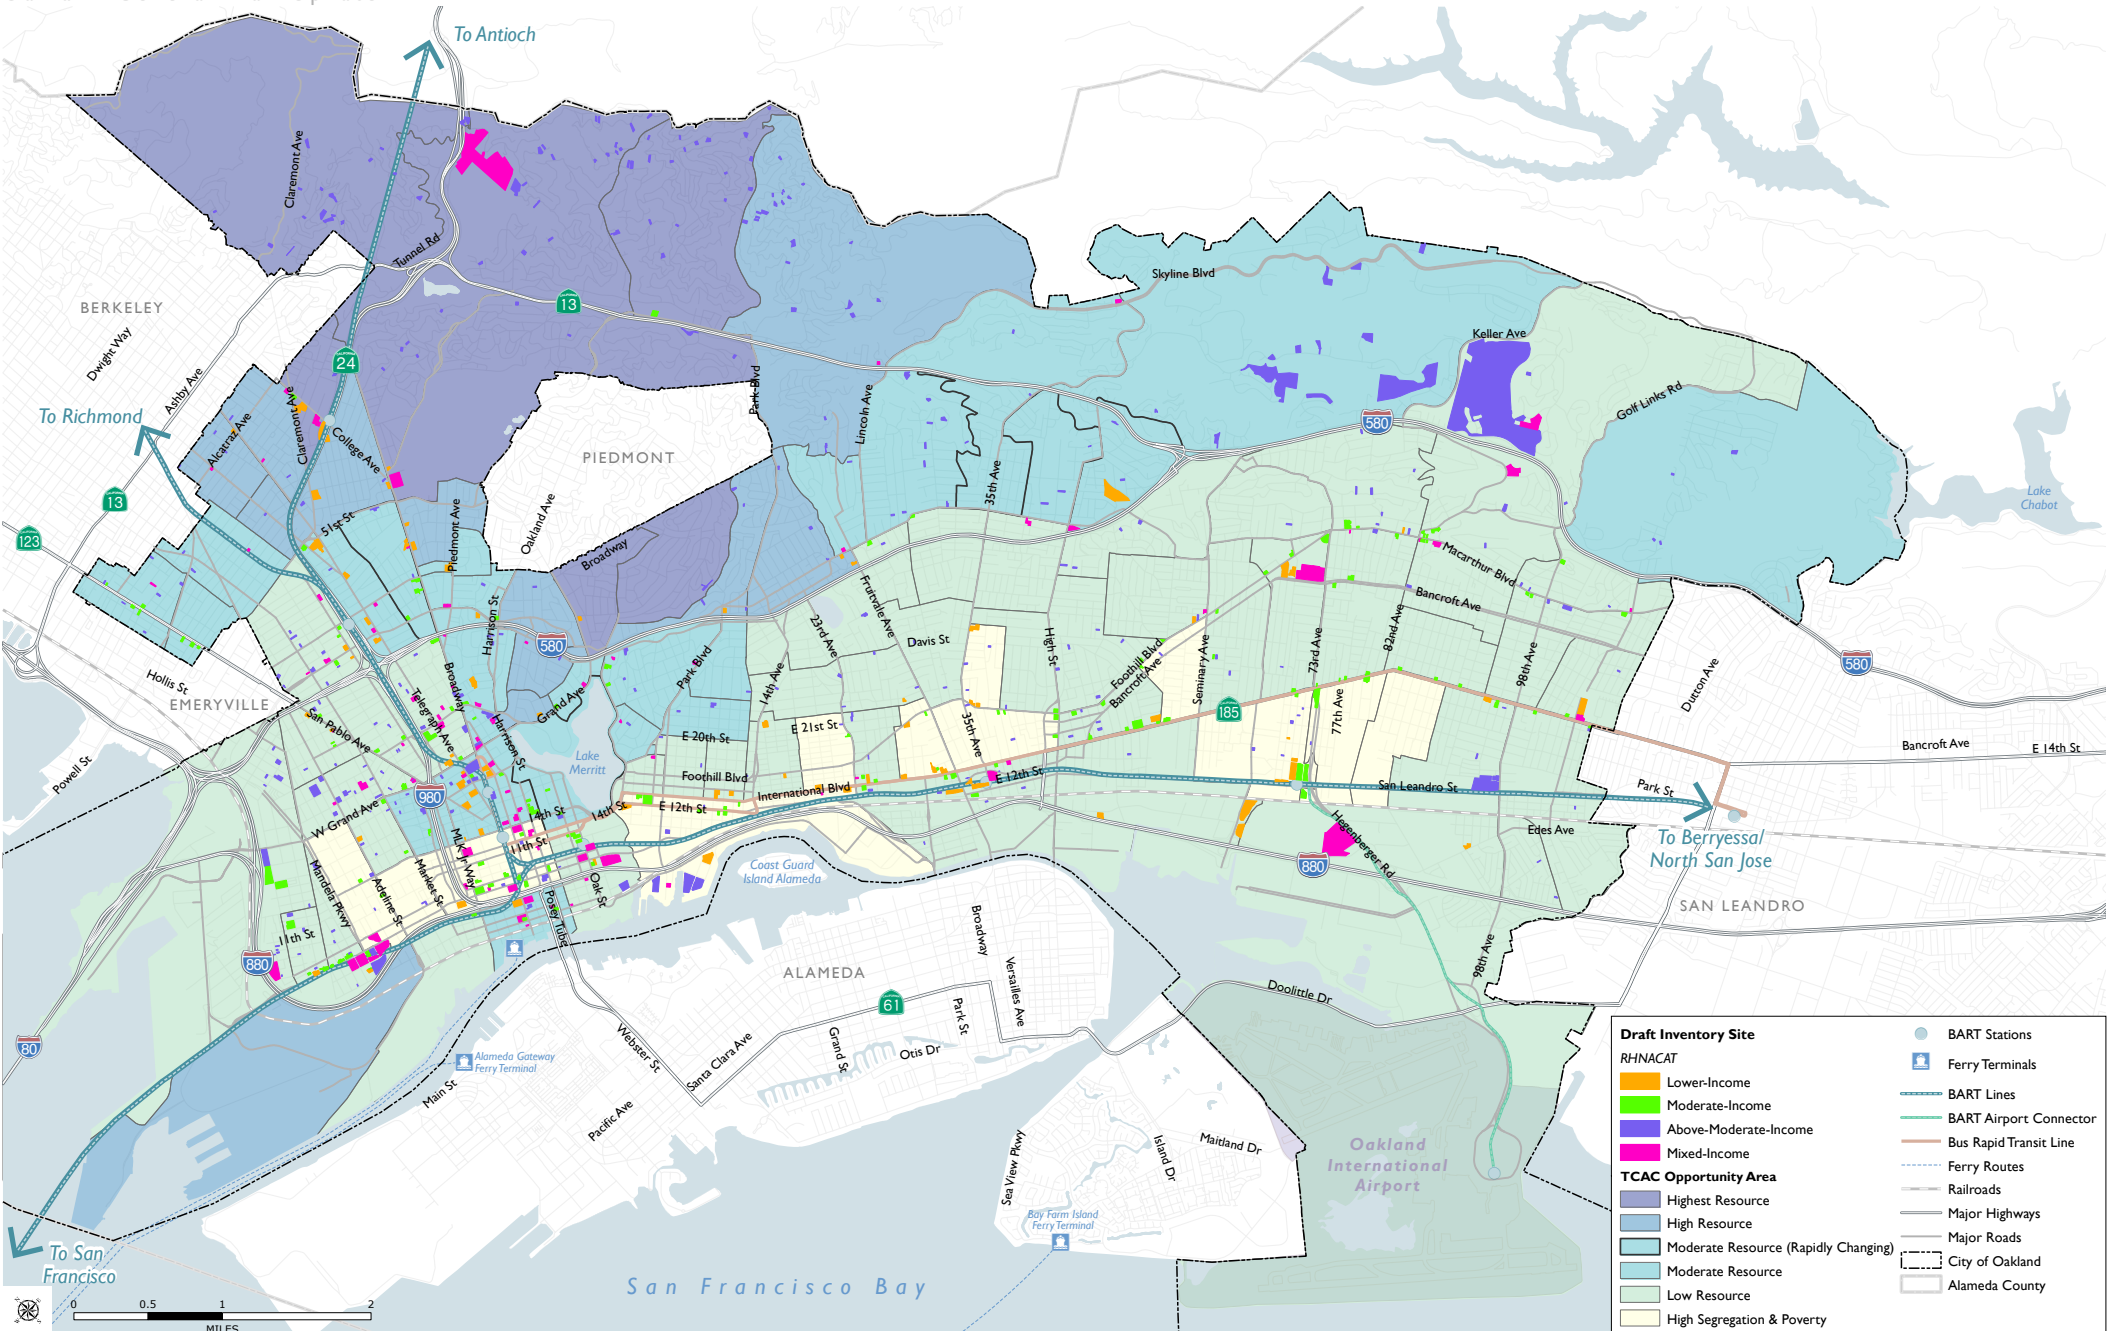 To Antioch
Claremont Ave
Tunnel Rd
13
BERKELEY
Dwight Way
Ashby Ave
24
To Richmond
Alcatraz Ave
Claremont Ave
College Ave
Park Blvd
Lincoln Ave
Skyline Blvd
Keller Ave
Golf Links Rd
580
PIEDMONT
Oakland Ave
Piedmont Ave
51st St
Broadway
35th Ave
Lake
Chabot
13
123
Macarthur Blvd
Bancroft Ave
Hollis St
EMERYVILLE
Powell St
San Pablo Ave
Telegraph Ave
Broadway
Harrison St
Harrison St
580
Grand Ave
Park Blvd
14th Ave
23rd Ave
Fruitvale Ave
Davis St
High St
Foothill Blvd
Bancroft Ave
Seminary Ave
73rd Ave
77th Ave
82nd Ave
98th Ave
Dutton Ave
580
185
E 21st St
35th Ave
E 20th St
Foothill Blvd
International Blvd
E 12th St
E 12th St
Lake
Merritt
14th St
14th St
11th St
980
W Grand Ave
MLK Jr Way
Market St
Adeline St
Mandela Pkwy
11th St
880
80
Oak St
Posey Tube
Coast Guard
Island Alameda
San Leandro St
Park St
Bancroft Ave
E 14th St
Edes Ave
To Berryessa/
North San Jose
SAN LEANDRO
Hegenberger Rd
880
98th Ave
Doolittle Dr
ALAMEDA
61
Broadway
Versailles Ave
Park St
Otis Dr
Grand St
Santa Clara Ave
Webster St
Pacific Ave
Main St
Alameda Gateway
Ferry Terminal
Sea View Pkwy
Island Dr
Maitland Dr
Bay Farm Island
Ferry Terminal
Oakland
International
Airport
To San
Francisco
San Francisco Bay
0 0.5 1 2
MILES
Draft Inventory Site
RHNACAT
Lower-Income
Moderate-Income
Above-Moderate-Income
Mixed-Income
TCAC Opportunity Area
Highest Resource
High Resource
Moderate Resource (Rapidly Changing)
Moderate Resource
Low Resource
High Segregation & Poverty
BART Stations
Ferry Terminals
BART Lines
BART Airport Connector
Bus Rapid Transit Line
Ferry Routes
Railroads
Major Highways
Major Roads
City of Oakland
Alameda County